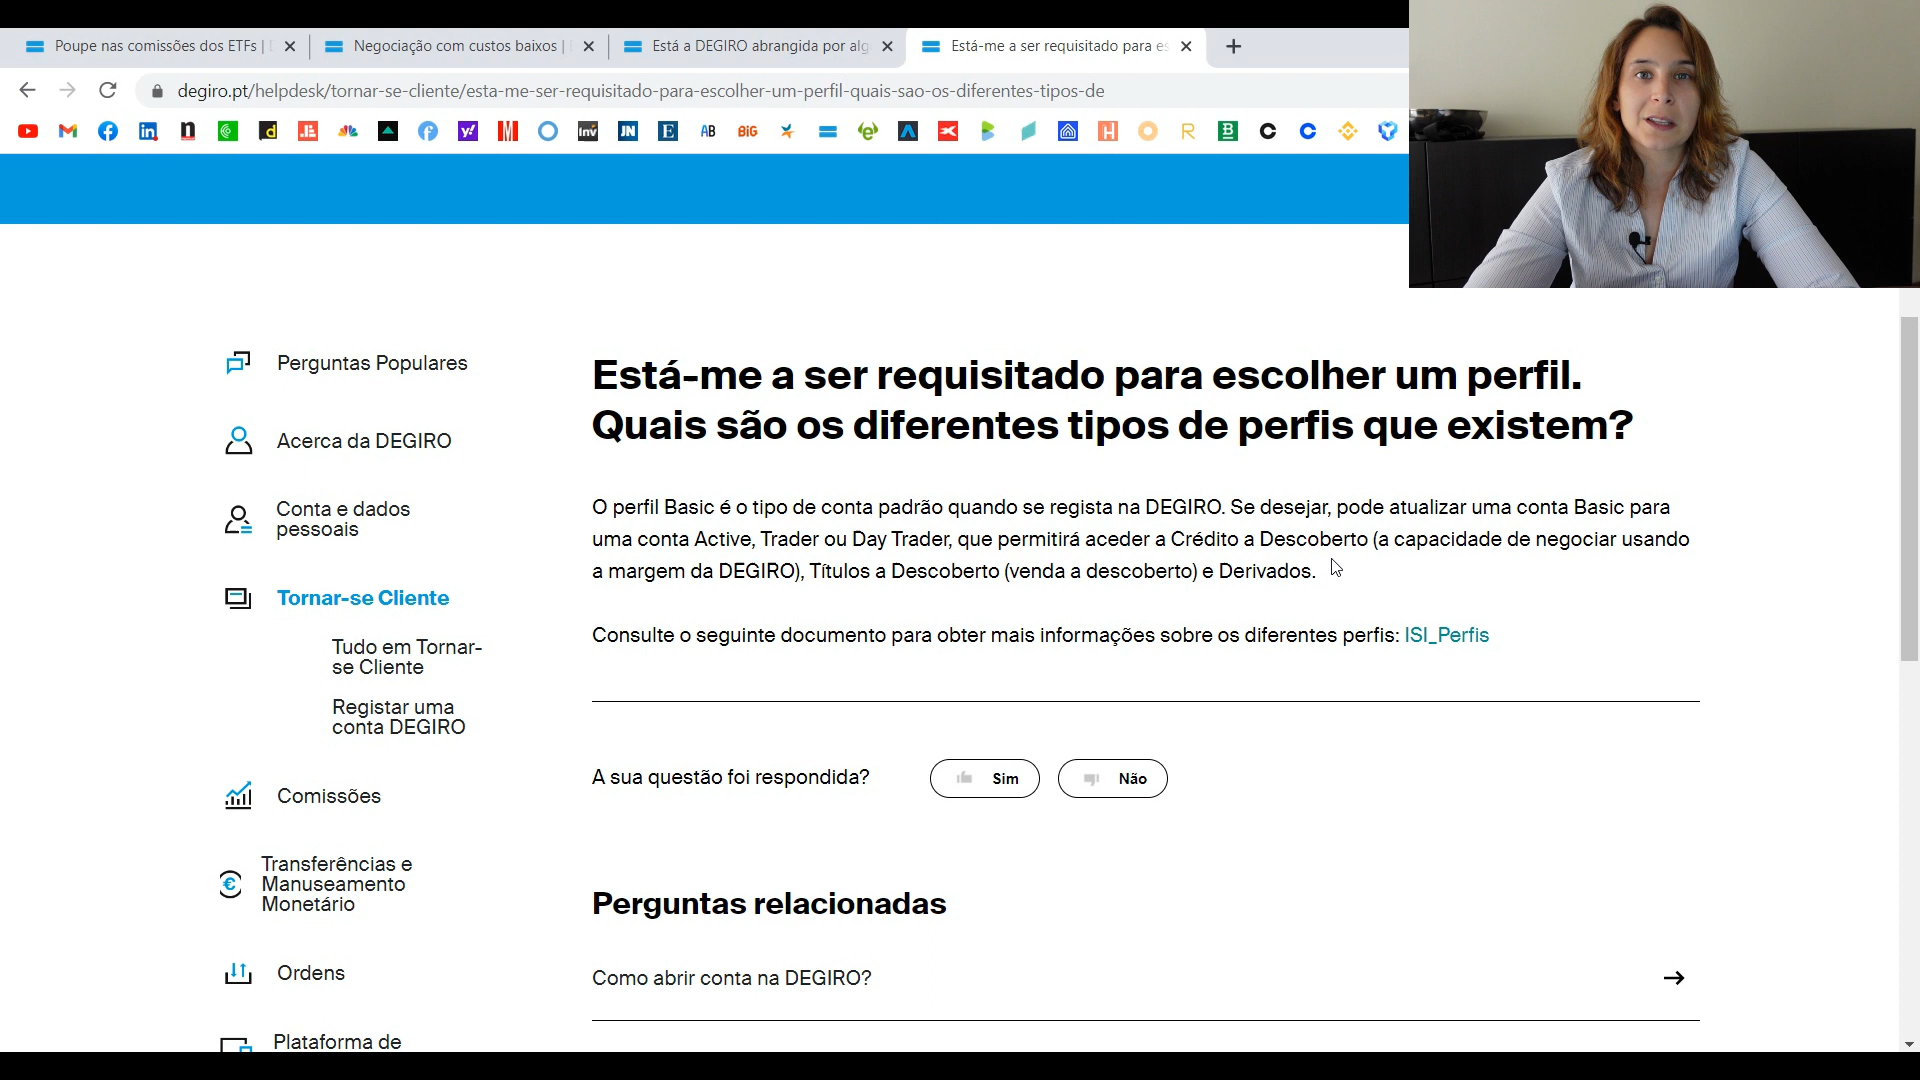 Poupe nas comissões dos ETFs |
Negociação com custos baixos |
Está a DEGIRO abrangida por alg
Está-me a ser requisitado para es
degiro.pt/helpdesk/tornar-se-cliente/esta-me-ser-requisitado-para-escolher-um-perfil-quais-sao-os-diferentes-tipos-de
Perguntas Populares
Acerca da DEGIRO
Conta e dados
pessoais
Tornar-se Cliente
Tudo em Tornar-
se Cliente
Registar uma
conta DEGIRO
Comissões
Transferências e
Manuseamento
Monetário
Ordens
Plataforma de
Está-me a ser requisitado para escolher um perfil.
Quais são os diferentes tipos de perfis que existem?
O perfil Basic é o tipo de conta padrão quando se regista na DEGIRO. Se desejar, pode atualizar uma conta Basic para
uma conta Active, Trader ou Day Trader, que permitirá aceder a Crédito a Descoberto (a capacidade de negociar usando
a margem da DEGIRO), Títulos a Descoberto (venda a descoberto) e Derivados.
Consulte o seguinte documento para obter mais informações sobre os diferentes perfis: ISI_Perfis
A sua questão foi respondida?
Sim
Não
Perguntas relacionadas
Como abrir conta na DEGIRO?